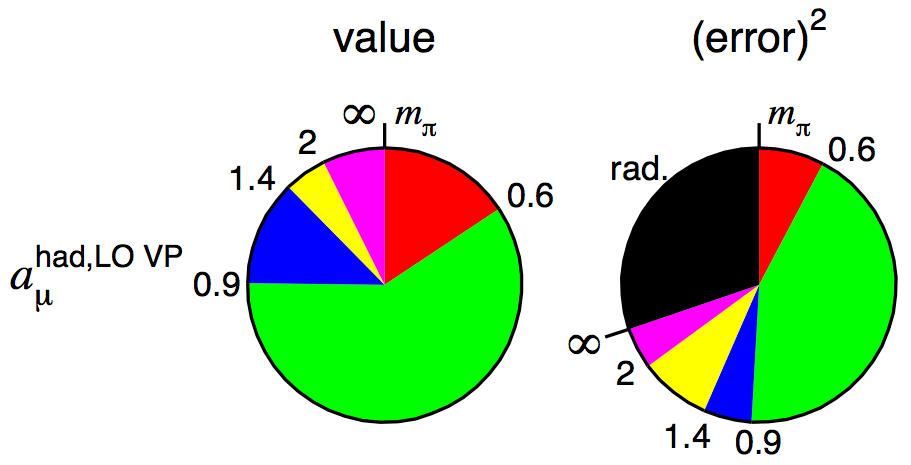 value
(error)²
∞ mπ
mπ
2
0.6
rad.
1.4
0.6
aμ^had,LO VP
0.9
∞
2
1.4
0.9